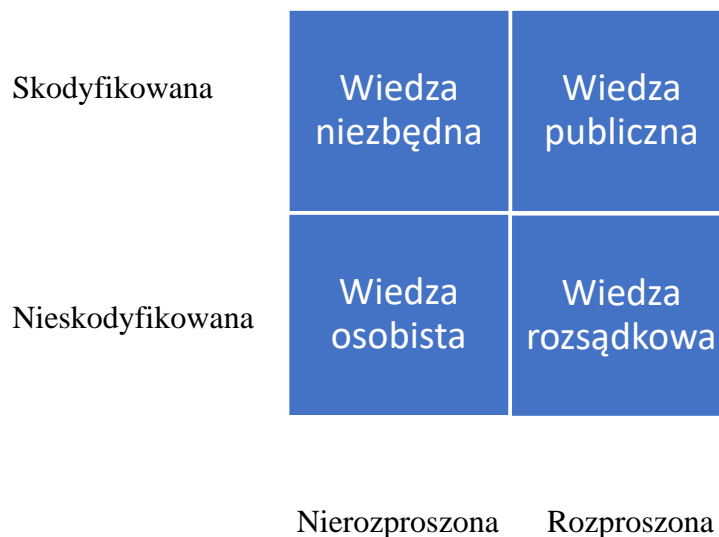 Skodyfikowana
Wiedza
niezbędna
Wiedza
publiczna
Nieskodyfikowana
Wiedza
osobista
Wiedza
rozsądkowa
Nierozproszona
Rozproszona